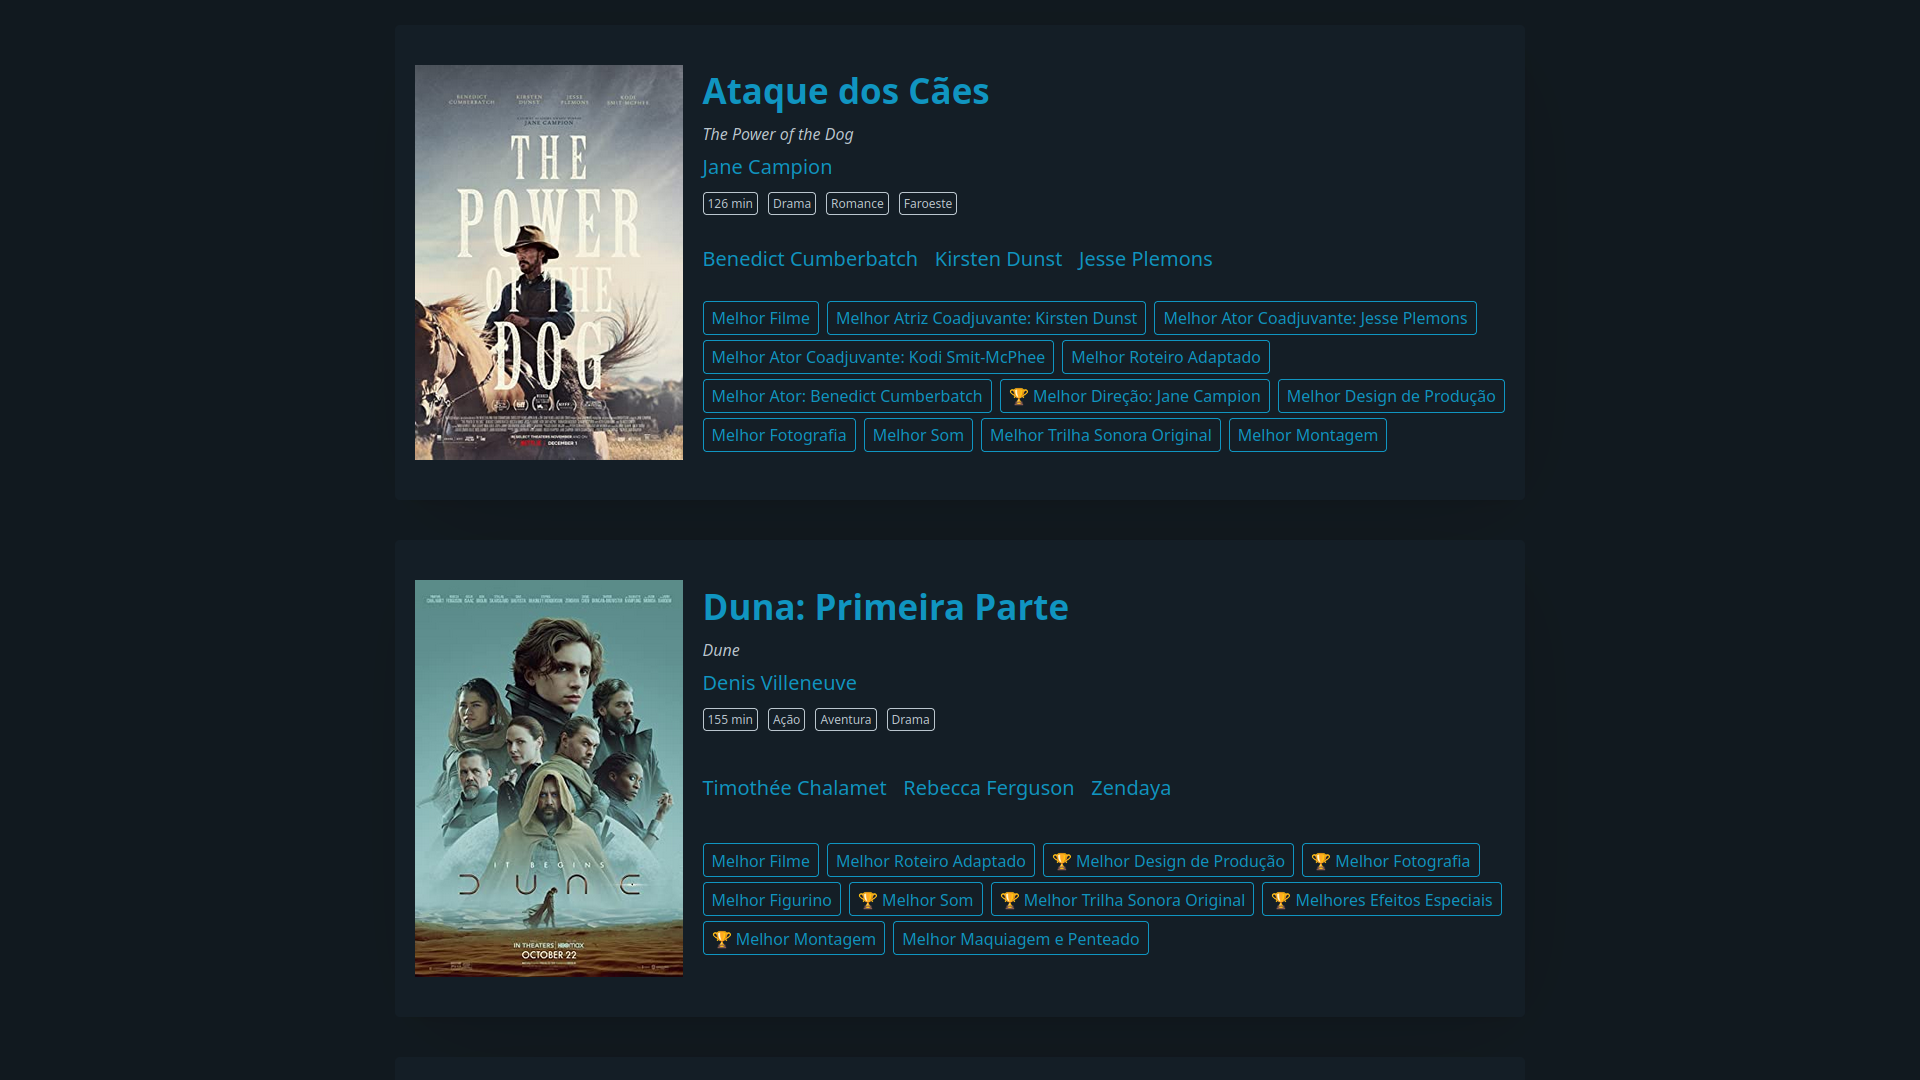 BENEDICT CUMBERBATCH KIRSTEN DUNST JESSE PLEMONS KODI SMIT-MCPHEE
JANE CAMPION
THE
POWER
OF THE
DOG
DECEMBER 1
Ataque dos Cães
The Power of the Dog
Jane Campion
126 min Drama Romance Faroeste
Benedict Cumberbatch Kirsten Dunst Jesse Plemons
Melhor Filme Melhor Atriz Coadjuvante: Kirsten Dunst Melhor Ator Coadjuvante: Jesse Plemons
Melhor Ator Coadjuvante: Kodi Smit-McPhee Melhor Roteiro Adaptado
Melhor Ator: Benedict Cumberbatch 🏆 Melhor Direção: Jane Campion Melhor Design de Produção
Melhor Fotografia Melhor Som Melhor Trilha Sonora Original Melhor Montagem
IT BEGINS
DUNE
IN THEATERS HBOMAX
OCTOBER 22
Duna: Primeira Parte
Dune
Denis Villeneuve
155 min Ação Aventura Drama
Timothée Chalamet Rebecca Ferguson Zendaya
Melhor Filme Melhor Roteiro Adaptado 🏆 Melhor Design de Produção 🏆 Melhor Fotografia
Melhor Figurino 🏆 Melhor Som 🏆 Melhor Trilha Sonora Original 🏆 Melhores Efeitos Especiais
🏆 Melhor Montagem Melhor Maquiagem e Penteado